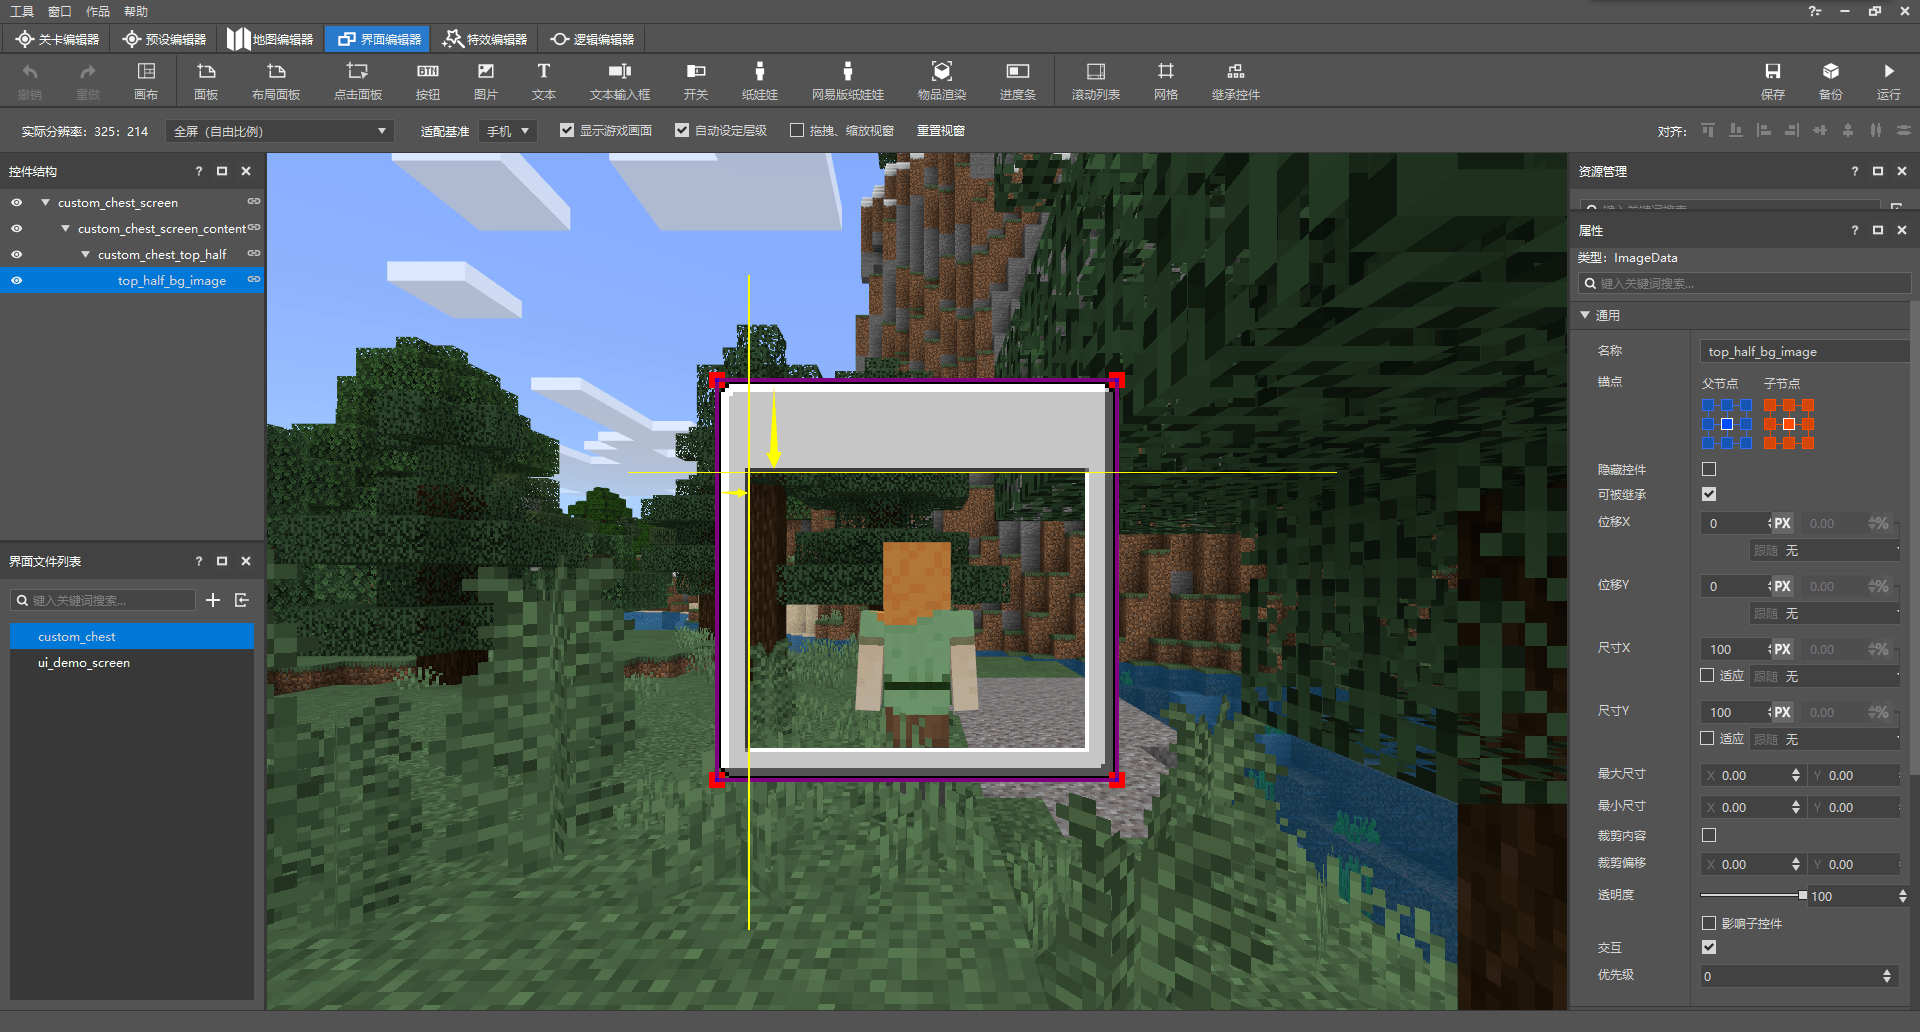 工具 窗口 作品 帮助
关卡编辑器 预设编辑器 地图编辑器 界面编辑器 特效编辑器 逻辑编辑器
撤销 重做 画布 面板 布局面板 点击面板 按钮 图片 文本 文本输入框 开关 纸娃娃 网易版纸娃娃 物品渲染 进度条 滚动列表 网格 继承控件 保存 备份 运行
BTN
实际分辨率：325：214 全屏（自由比例） 适配基准 手机 显示游戏画面 自动设定层级 拖拽、缩放视窗 重置视窗 对齐：
控件结构
custom_chest_screen
custom_chest_screen_content
custom_chest_top_half
top_half_bg_image
界面文件列表
键入关键词搜索...
custom_chest
ui_demo_screen
资源管理
键入关键词搜索
属性
类型：ImageData
键入关键词搜索...
通用
名称 top_half_bg_image
锚点 父节点 子节点
隐藏控件
可被继承
位移X 0 PX 0.00 %
跟随 无
位移Y 0 PX 0.00 %
跟随 无
尺寸X 100 PX 0.00 %
适应 跟随 无
尺寸Y 100 PX 0.00 %
适应 跟随 无
最大尺寸 X 0.00 Y 0.00
最小尺寸 X 0.00 Y 0.00
裁剪内容
裁剪偏移 X 0.00 Y 0.00
透明度 100
影响子控件
交互
优先级 0